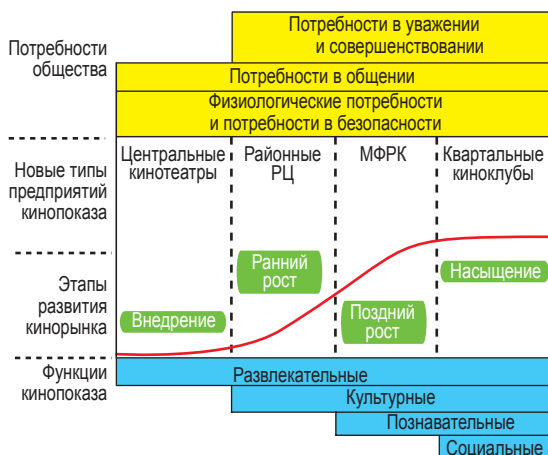 Потребности
общества
Потребности в уважении
и совершенствовании
Потребности в общении
Физиологические потребности
и потребности в безопасности
Новые типы
предприятий
кинопоказа
Центральные
кинотеатры
Районные
РЦ
МФРК
Квартальные
киноклубы
Этапы
развития
кинорынка
Внедрение
Ранний
рост
Поздний
рост
Насыщение
Функции
кинопоказа
Развлекательные
Культурные
Познавательные
Социальные